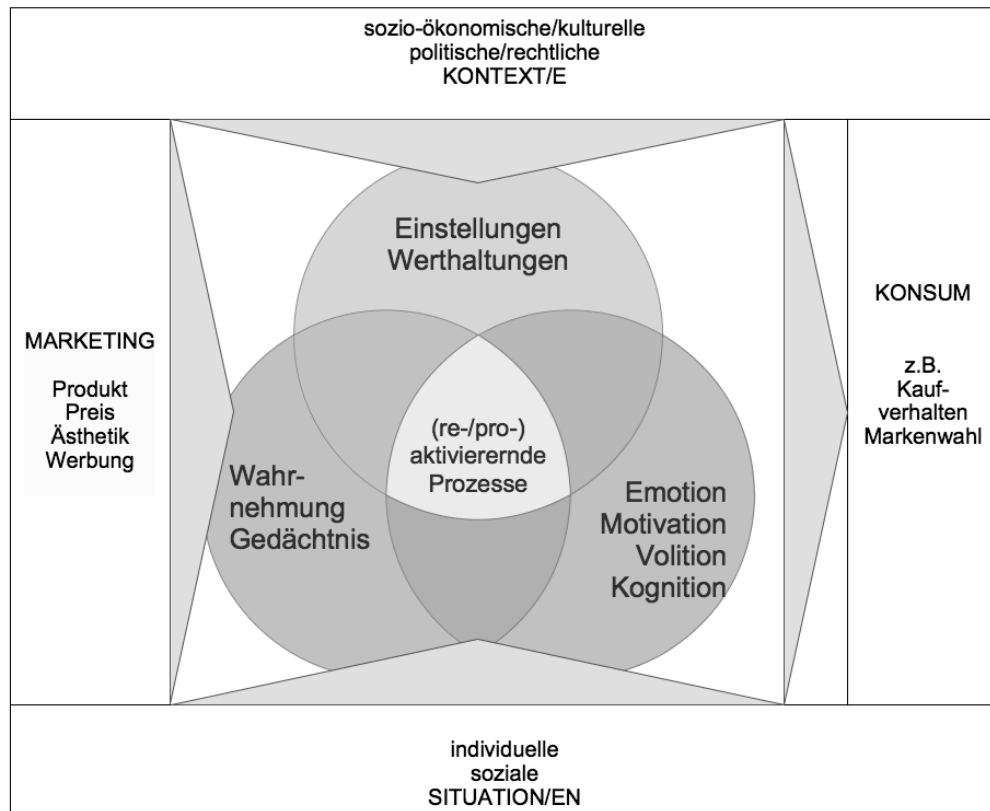 sozio-ökonomische/kulturelle
politische/rechtliche
KONTEXT/E
MARKETING
Produkt
Preis
Ästhetik
Werbung
Einstellungen
Werthaltungen
(re-/pro-)
aktivierernde
Prozesse
Wahr-
nehmung
Gedächtnis
Emotion
Motivation
Volition
Kognition
KONSUM
z.B.
Kauf-
verhalten
Markenwahl
individuelle
soziale
SITUATION/EN